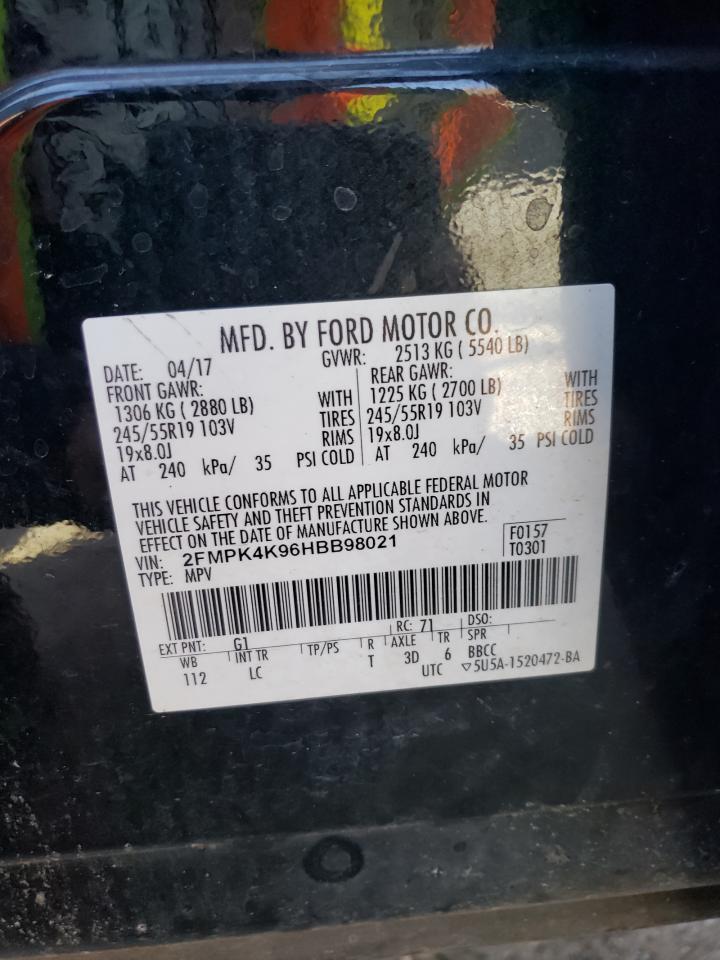 MFD. BY FORD MOTOR CO.
DATE: 04/17 GVWR: 2513 KG ( 5540 LB)
FRONT GAWR: REAR GAWR:
1306 KG ( 2880 LB) WITH 1225 KG ( 2700 LB) WITH
245/55R19 103V TIRES 245/55R19 103V TIRES
19x8.0J RIMS 19x8.0J RIMS
AT 240 kPa/ 35 PSI COLD AT 240 kPa/ 35 PSI COLD
THIS VEHICLE CONFORMS TO ALL APPLICABLE FEDERAL MOTOR
VEHICLE SAFETY AND THEFT PREVENTION STANDARDS IN
EFFECT ON THE DATE OF MANUFACTURE SHOWN ABOVE.
VIN: 2FMPK4K96HBB98021 F0157
TYPE: MPV T0301
EXT PNT: G1 RC: 71 DSO:
WB INT TR TP/PS R AXLE TR SPR
112 LC T 3D 6 BBCC
UTC ▽5U5A-1520472-BA